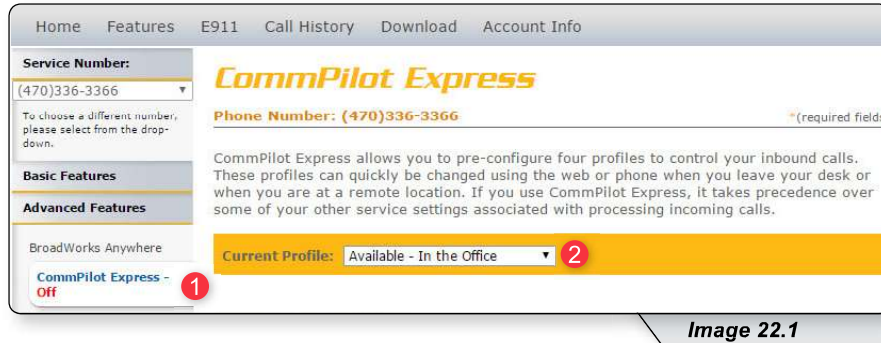 Home Features E911 Call History Download Account Info
Service Number:
(470)336-3366
To choose a different number,
please select from the drop-
down.
Basic Features
Advanced Features
BroadWorks Anywhere
CommPilot Express -
Off
1
CommPilot Express
Phone Number: (470)336-3366
*(required fields
CommPilot Express allows you to pre-configure four profiles to control your inbound calls.
These profiles can quickly be changed using the web or phone when you leave your desk or
when you are at a remote location. If you use CommPilot Express, it takes precedence over
some of your other service settings associated with processing incoming calls.
Current Profile: Available - In the Office 2
Image 22.1